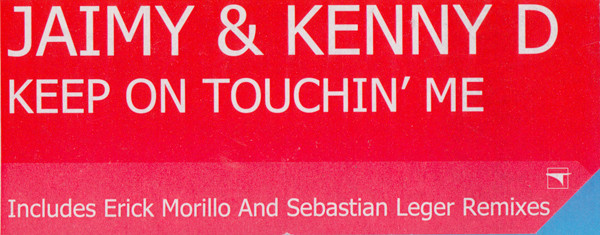 JAIMY & KENNY D
KEEP ON TOUCHIN’ ME
Includes Erick Morillo And Sebastian Leger Remixes